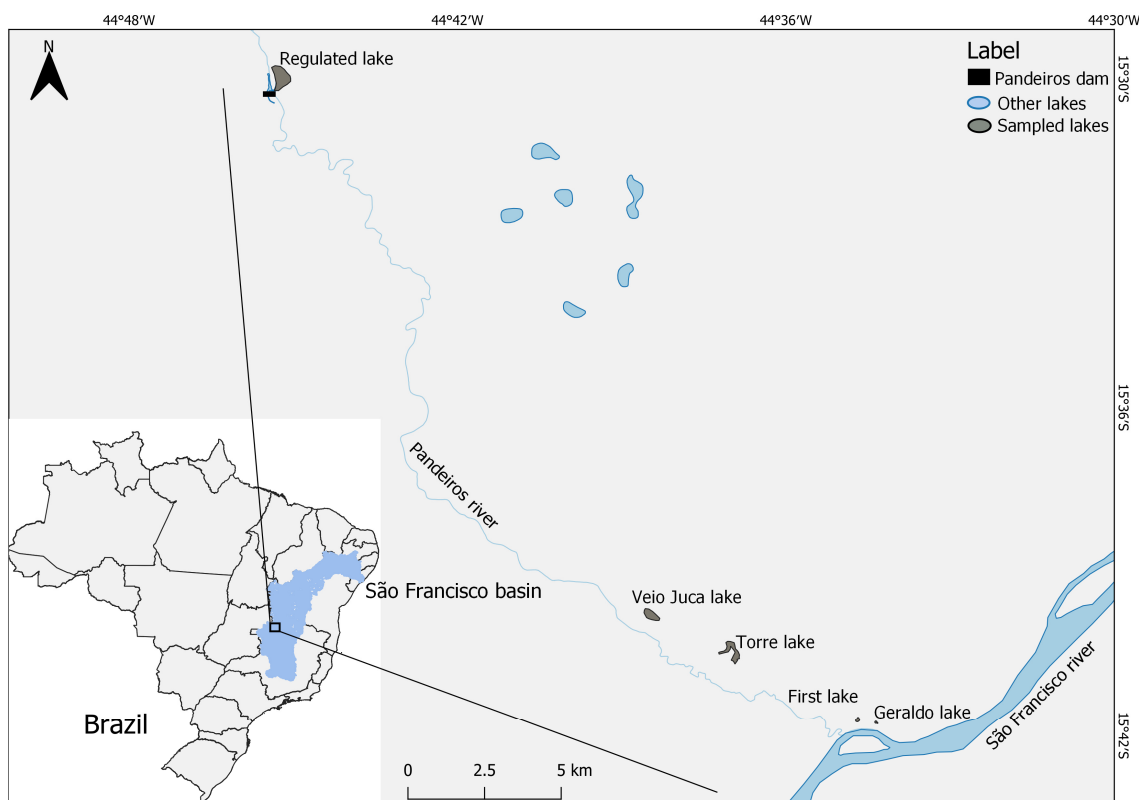 44°48'W 44°42'W 44°36'W 44°30'W
N
Regulated lake
Label
Pandeiros dam
Other lakes
Sampled lakes
15°30'S
15°36'S
Pandeiros river
São Francisco basin
Veio Juca lake
Torre lake
First lake
Geraldo lake
São Francisco river
15°42'S
Brazil
0 2.5 5 km